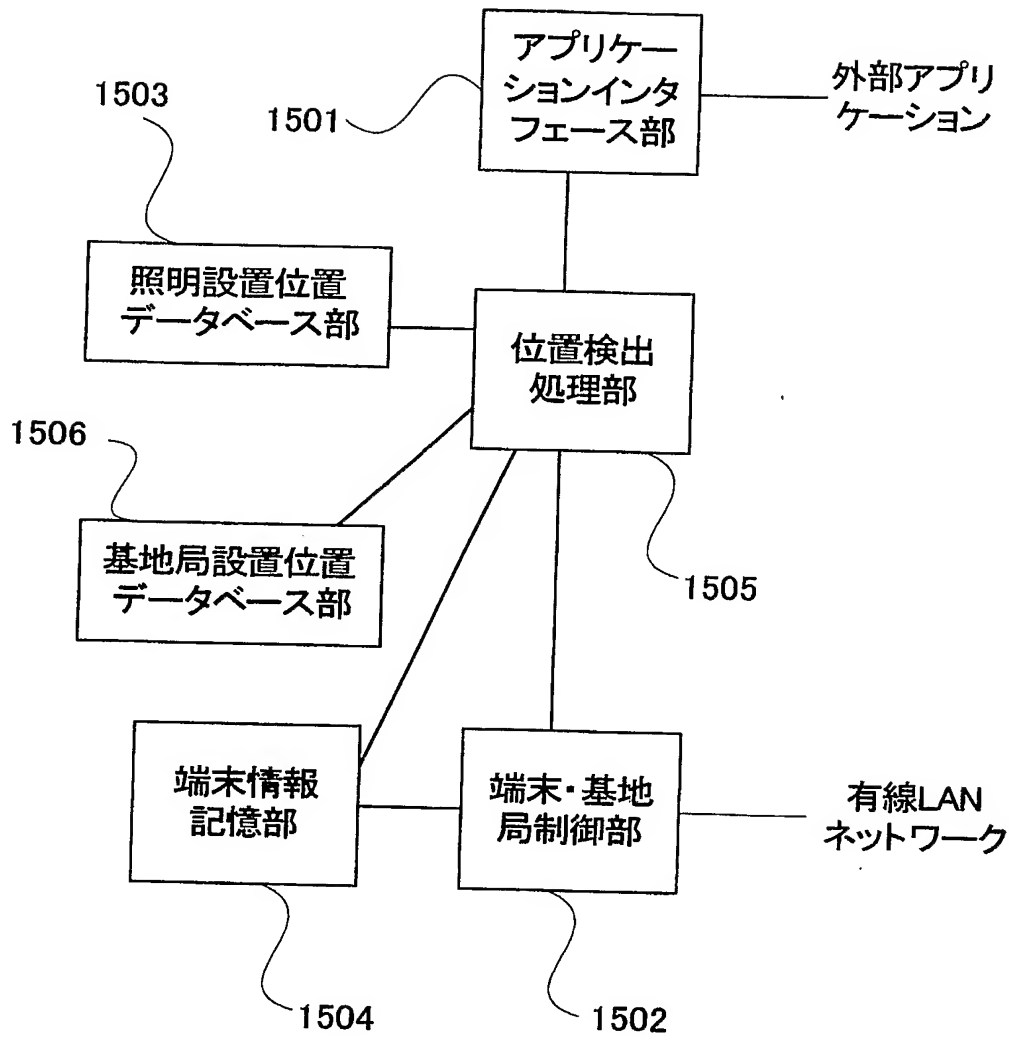 アプリケー
ションインタ
フェース部
外部アプリ
ケーション
1501
1503
照明設置位置
データベース部
位置検出
処理部
1506
基地局設置位置
データベース部
1505
端末情報
記憶部
端末・基地
局制御部
有線LAN
ネットワーク
1504
1502